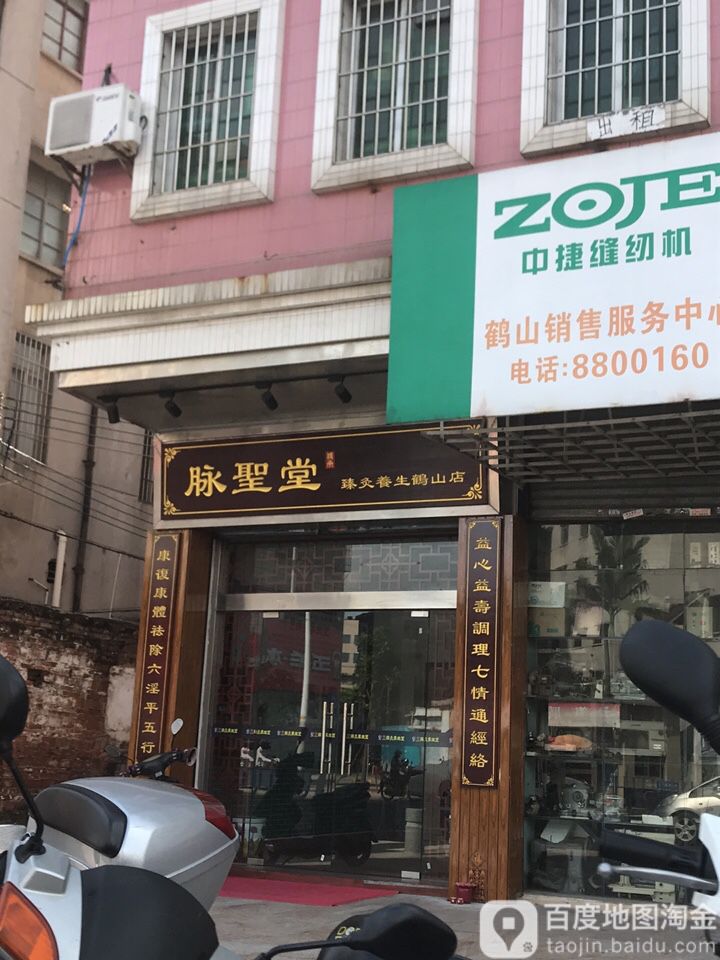 出租
ZOJE
中捷缝纫机
鹤山销售服务中心
电话:8800160
脉聖堂
臻灸養生鶴山店
康復康體祛除六淫平五行
益心益壽調理七情通經絡
百度地图淘金
taojin.baidu.com